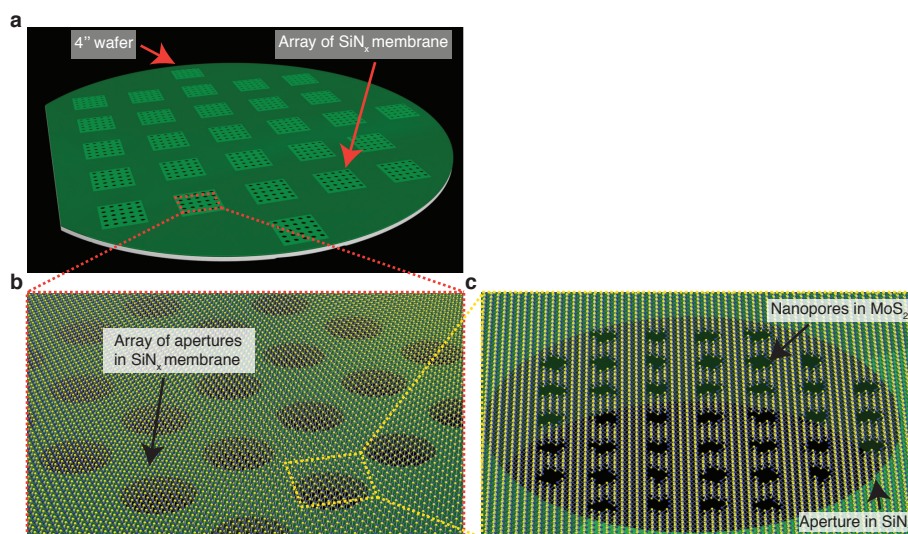 a
4’’ wafer
Array of SiNₓ membrane
b
Array of apertures
in SiNₓ membrane
c
Nanopores in MoS₂
Aperture in SiN